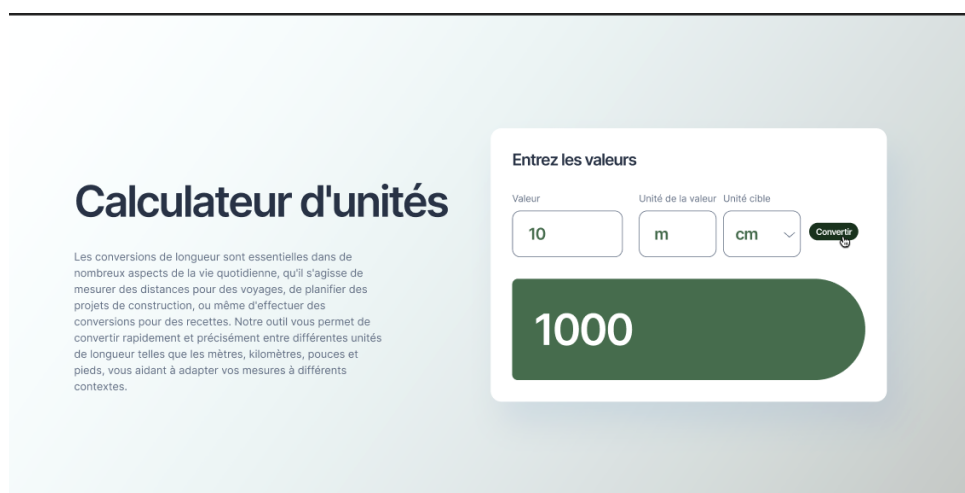 Calculateur d'unités
Les conversions de longueur sont essentielles dans de
nombreux aspects de la vie quotidienne, qu'il s'agisse de
mesurer des distances pour des voyages, de planifier des
projets de construction, ou même d'effectuer des
conversions pour des recettes. Notre outil vous permet de
convertir rapidement et précisément entre différentes unités
de longueur telles que les mètres, kilomètres, pouces et
pieds, vous aidant à adapter vos mesures à différents
contextes.
Entrez les valeurs
Valeur Unité de la valeur Unité cible
10 m cm Convertir
1000